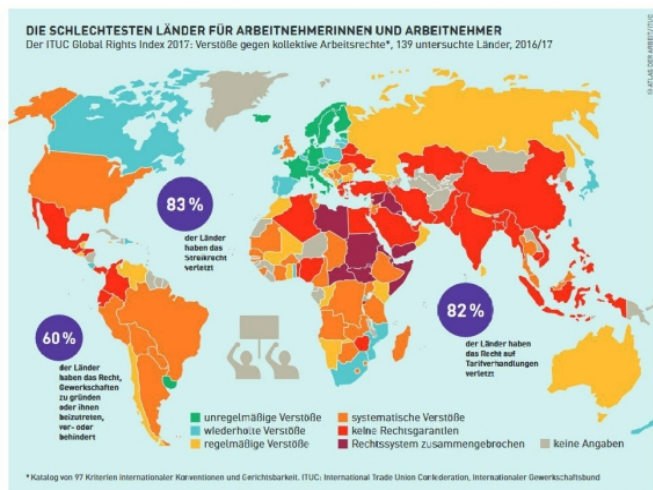 DIE SCHLECHTESTEN LÄNDER FÜR ARBEITNEHMERINNEN UND ARBEITNEHMER
Der ITUC Global Rights Index 2017: Verstöße gegen kollektive Arbeitsrechte*, 139 untersuchte Länder, 2016/17
ATLAS DER ARBEIT/ITUC
83 %
der Länder
haben das
Streikrecht
verletzt
82 %
der Länder haben
das Recht auf
Tarifverhandlungen
verletzt
60 %
der Länder
haben das Recht,
Gewerkschaften
zu gründen
oder ihnen
beizutreten,
ver- oder
behindert
unregelmäßige Verstöße
wiederholte Verstöße
regelmäßige Verstöße
systematische Verstöße
keine Rechtsgarantien
Rechtssystem zusammengebrochen
keine Angaben
* Katalog von 97 Kriterien internationaler Konventionen und Gerichtsbarkeit. ITUC: International Trade Union Confederation, Internationaler Gewerkschaftsbund